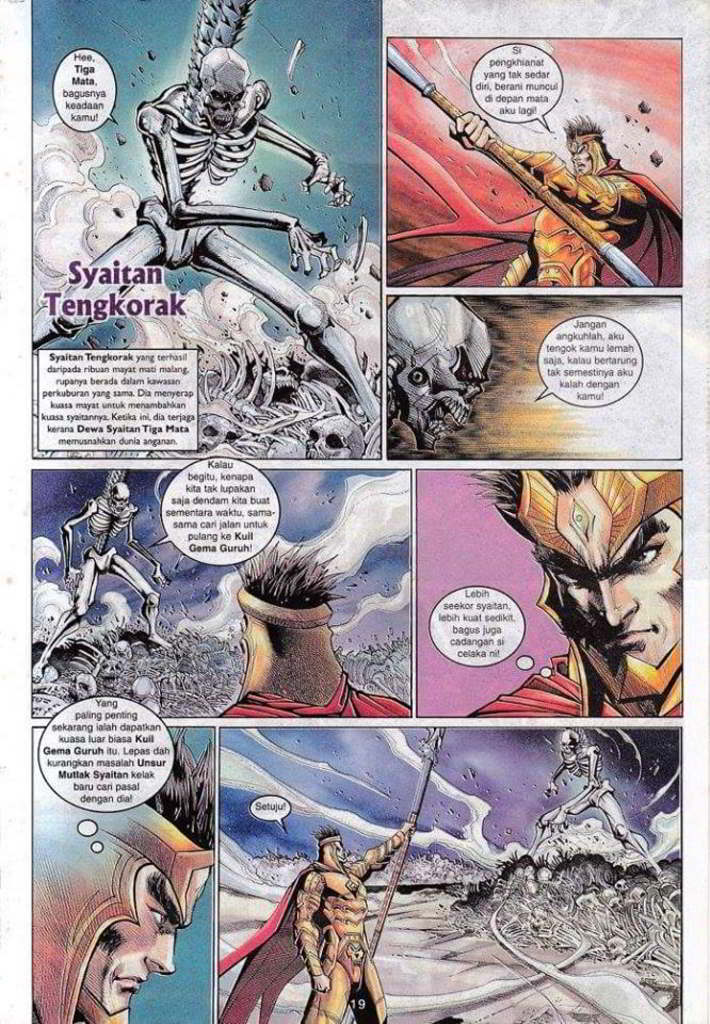 Hee,
Tiga
Mata,
bagusnya
keadaan
kamu!
Syaitan
Tengkorak
Syaitan Tengkorak yang terhasil
daripada ribuan mayat mati malang,
rupanya berada dalam kawasan
perkuburan yang sama. Dia menyerap
kuasa mayat untuk menambahkan
kuasa syaitannya. Ketika ini, dia terjaga
kerana Dewa Syaitan Tiga Mata
memusnahkan dunia anganan.
Si
pengkhianat
yang tak sedar
diri, berani muncul
di depan mata
aku lagi!
Jangan
angkuhlah, aku
tengok kamu lemah
saja, kalau bertarung
tak semestinya aku
kalah dengan
kamu!
Kalau
begitu, kenapa
kita tak lupakan
saja dendam kita buat
sementara waktu, sama-
sama cari jalan untuk
pulang ke Kuil
Gema Guruh!
Lebih
seekor syaitan,
lebih kuat sedikit,
bagus juga
cadangan si
celaka ni!
Yang
paling penting
sekarang ialah dapatkan
kuasa luar biasa Kuil
Gema Guruh itu. Lepas dah
kurangkan masalah Unsur
Mutlak Syaitan kelak
baru cari pasal
dengan dia!
Setuju!
19